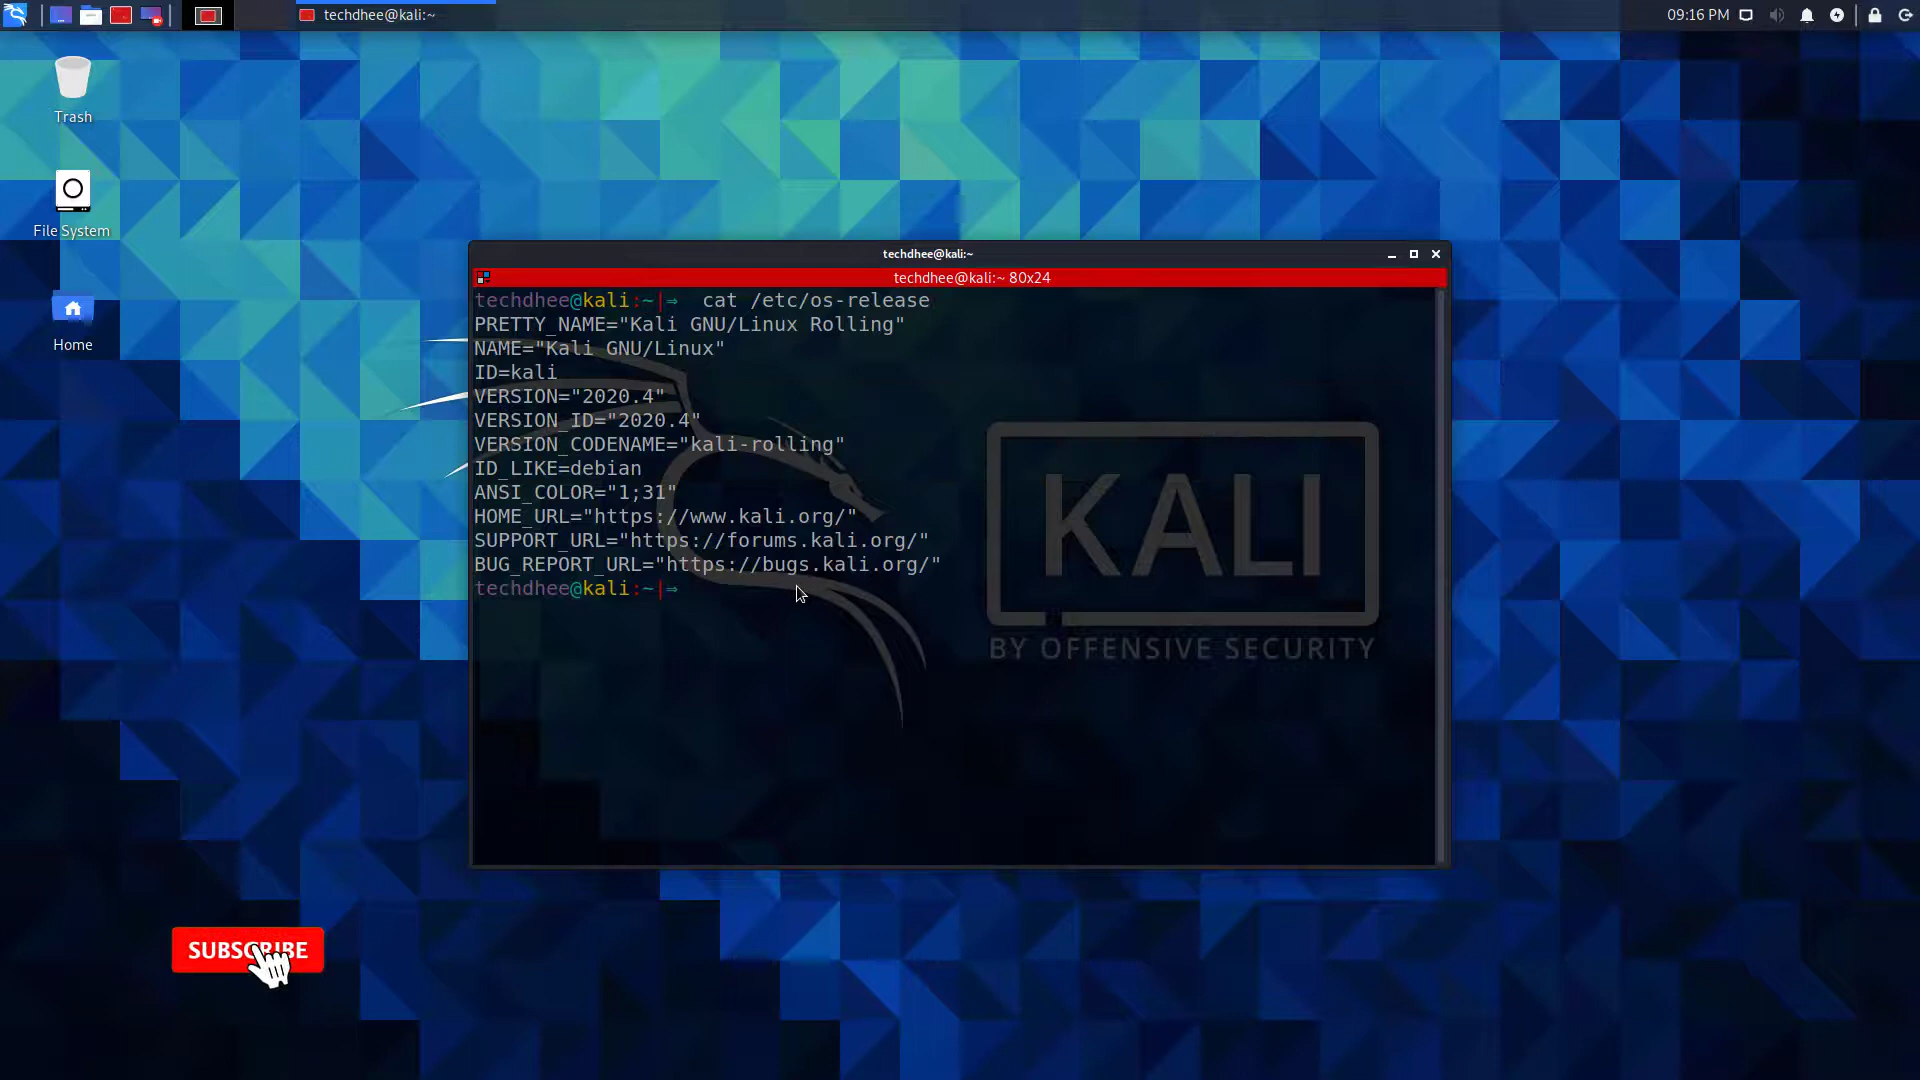 techdhee@kali:~
09:16 PM
Trash
File System
Home
techdhee@kali:~
techdhee@kali:~ 80x24
techdhee@kali:~|⇒  cat /etc/os-release
PRETTY_NAME="Kali GNU/Linux Rolling"
NAME="Kali GNU/Linux"
ID=kali
VERSION="2020.4"
VERSION_ID="2020.4"
VERSION_CODENAME="kali-rolling"
ID_LIKE=debian
ANSI_COLOR="1;31"
HOME_URL="https://www.kali.org/"
SUPPORT_URL="https://forums.kali.org/"
BUG_REPORT_URL="https://bugs.kali.org/"
techdhee@kali:~|⇒
KALI
BY OFFENSIVE SECURITY
SUBSCRIBE